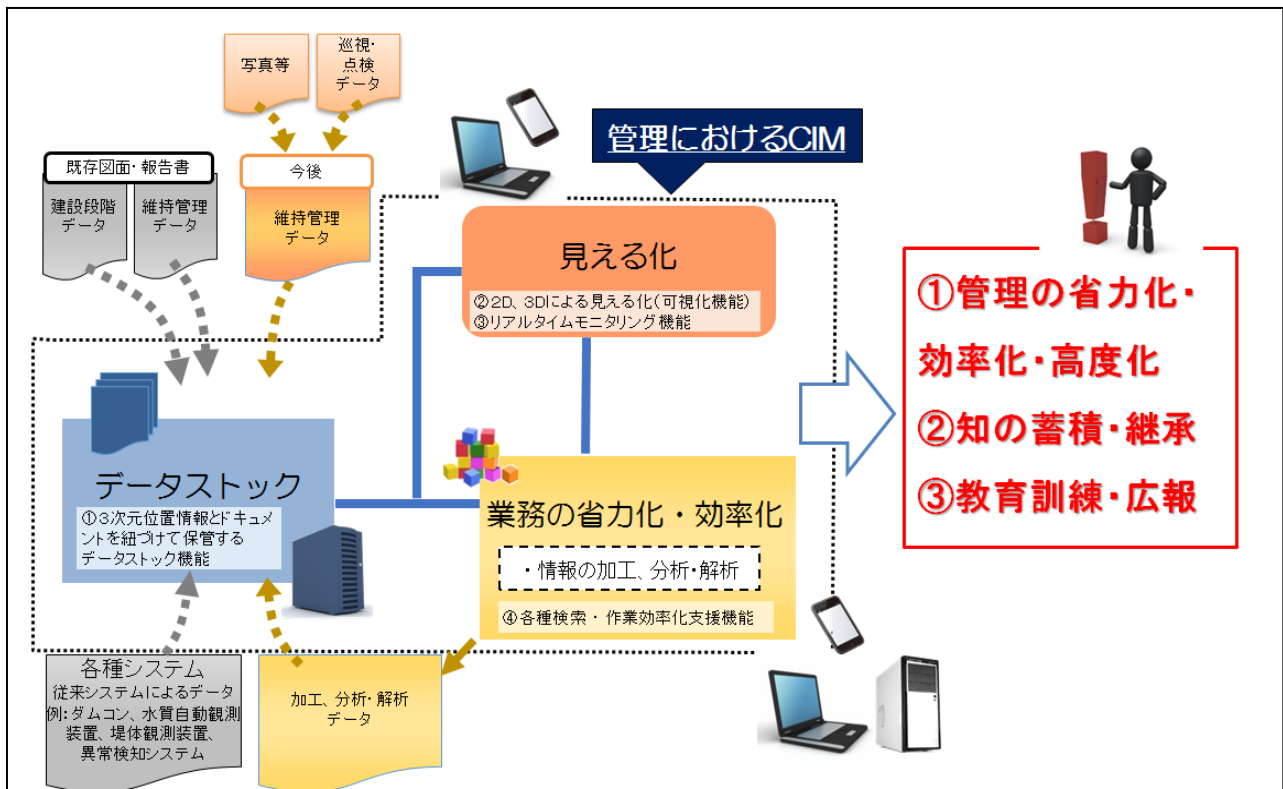 写真等
巡視・
点検
データ
管理におけるCIM
既存図面・報告書
建設段階
データ
維持管理
データ
今後
維持管理
データ
見える化
②2D、3Dによる見える化(可視化機能)
③リアルタイムモニタリング機能
①管理の省力化・
効率化・高度化
②知の蓄積・継承
③教育訓練・広報
データストック
①3次元位置情報とドキュメ
ントを紐づけて保管する
データストック機能
業務の省力化・効率化
・情報の加工、分析・解析
④各種検索・作業効率化支援機能
各種システム
従来システムによるデータ
例:ダムコン、水質自動観測
装置、堤体観測装置、
異常検知システム
加工、分析・解析
データ